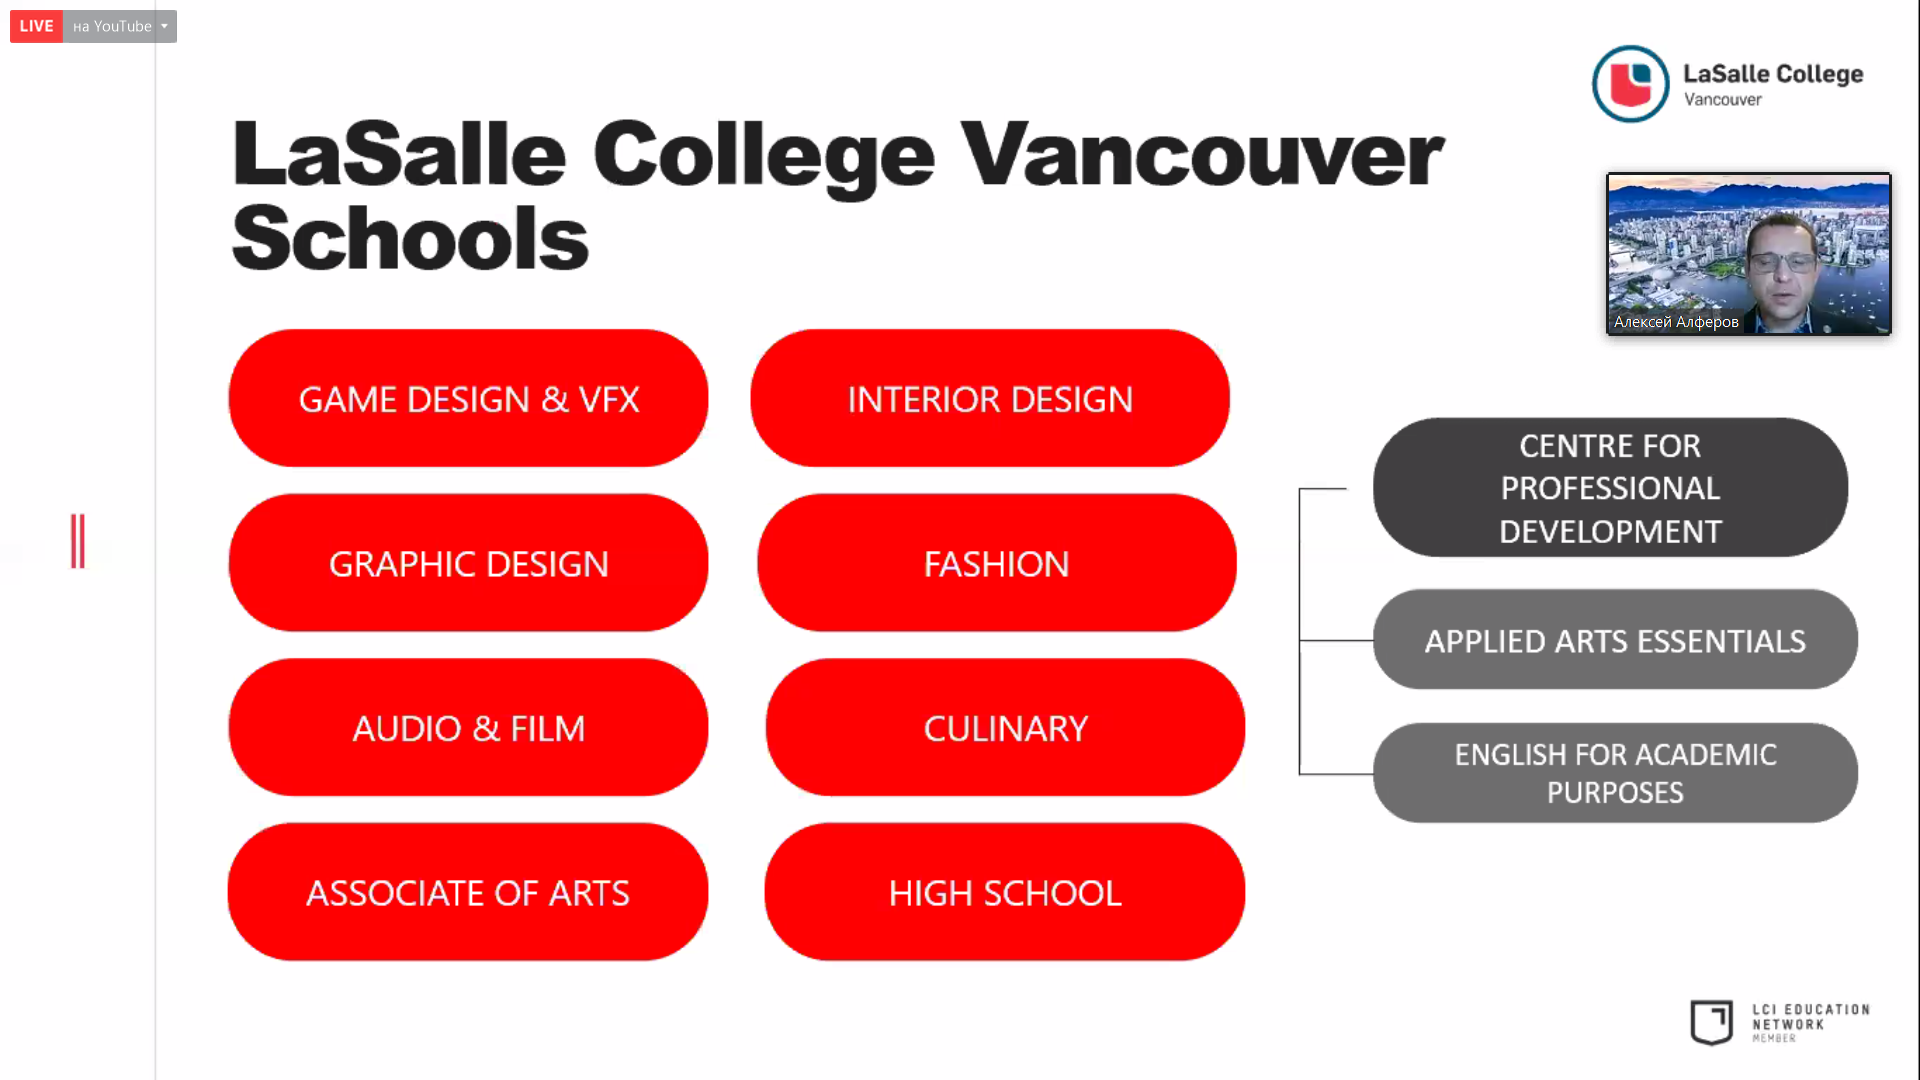 LIVE на YouTube
LaSalle College
Vancouver
LaSalle College Vancouver
Schools
Алексей Алферов
GAME DESIGN & VFX
INTERIOR DESIGN
GRAPHIC DESIGN
FASHION
AUDIO & FILM
CULINARY
ASSOCIATE OF ARTS
HIGH SCHOOL
CENTRE FOR
PROFESSIONAL
DEVELOPMENT
APPLIED ARTS ESSENTIALS
ENGLISH FOR ACADEMIC
PURPOSES
LCI EDUCATION
NETWORK
MEMBER